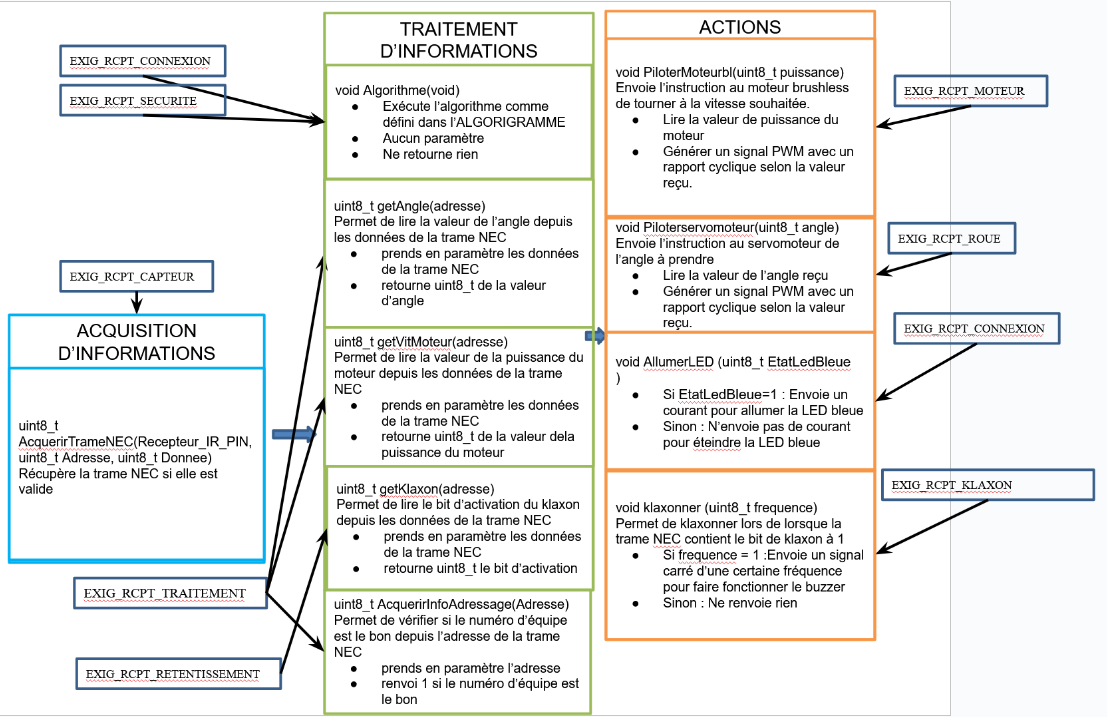 EXIG_RCPT_CONNEXION
EXIG_RCPT_SECURITE
EXIG_RCPT_CAPTEUR
ACQUISITION
D’INFORMATIONS
uint8_t
AcquerirTrameNEC(Recepteur_IR_PIN,
uint8_t Adresse, uint8_t Donnee)
Récupère la trame NEC si elle est
valide
EXIG_RCPT_TRAITEMENT
EXIG_RCPT_RETENTISSEMENT
TRAITEMENT
D’INFORMATIONS
void Algorithme(void)
● Exécute l’algorithme comme
défini dans l’ALGORIGRAMME
● Aucun paramètre
● Ne retourne rien
uint8_t getAngle(adresse)
Permet de lire la valeur de l’angle depuis
les données de la trame NEC
● prends en paramètre les données
de la trame NEC
● retourne uint8_t de la valeur
d’angle
uint8_t getVitMoteur(adresse)
Permet de lire la valeur de la puissance du
moteur depuis les données de la trame
NEC
● prends en paramètre les données
de la trame NEC
● retourne uint8_t de la valeur dela
puissance du moteur
uint8_t getKlaxon(adresse)
Permet de lire le bit d’activation du klaxon
depuis les données de la trame NEC
● prends en paramètre les données
de la trame NEC
● retourne uint8_t le bit d’activation
uint8_t AcquerirInfoAdressage(Adresse)
Permet de vérifier si le numéro d’équipe
est le bon depuis l’adresse de la trame
NEC
● prends en paramètre l’adresse
● renvoi 1 si le numéro d’équipe est
le bon
ACTIONS
void PiloterMoteurbl(uint8_t puissance)
Envoie l’instruction au moteur brushless
de tourner à la vitesse souhaitée.
● Lire la valeur de puissance du
moteur
● Générer un signal PWM avec un
rapport cyclique selon la valeur
reçu.
void Piloterservomoteur(uint8_t angle)
Envoie l’instruction au servomoteur de
l’angle à prendre
● Lire la valeur de l’angle reçu
● Générer un signal PWM avec un
rapport cyclique selon la valeur
reçu.
void AllumerLED (uint8_t EtatLedBleue
)
● Si EtatLedBleue=1 : Envoie un
courant pour allumer la LED bleue
● Sinon : N’envoie pas de courant
pour éteindre la LED bleue
void klaxonner (uint8_t frequence)
Permet de klaxonner lors de lorsque la
trame NEC contient le bit de klaxon à 1
● Si frequence = 1 :Envoie un signal
carré d’une certaine fréquence
pour faire fonctionner le buzzer
● Sinon : Ne renvoie rien
EXIG_RCPT_MOTEUR
EXIG_RCPT_ROUE
EXIG_RCPT_CONNEXION
EXIG_RCPT_KLAXON